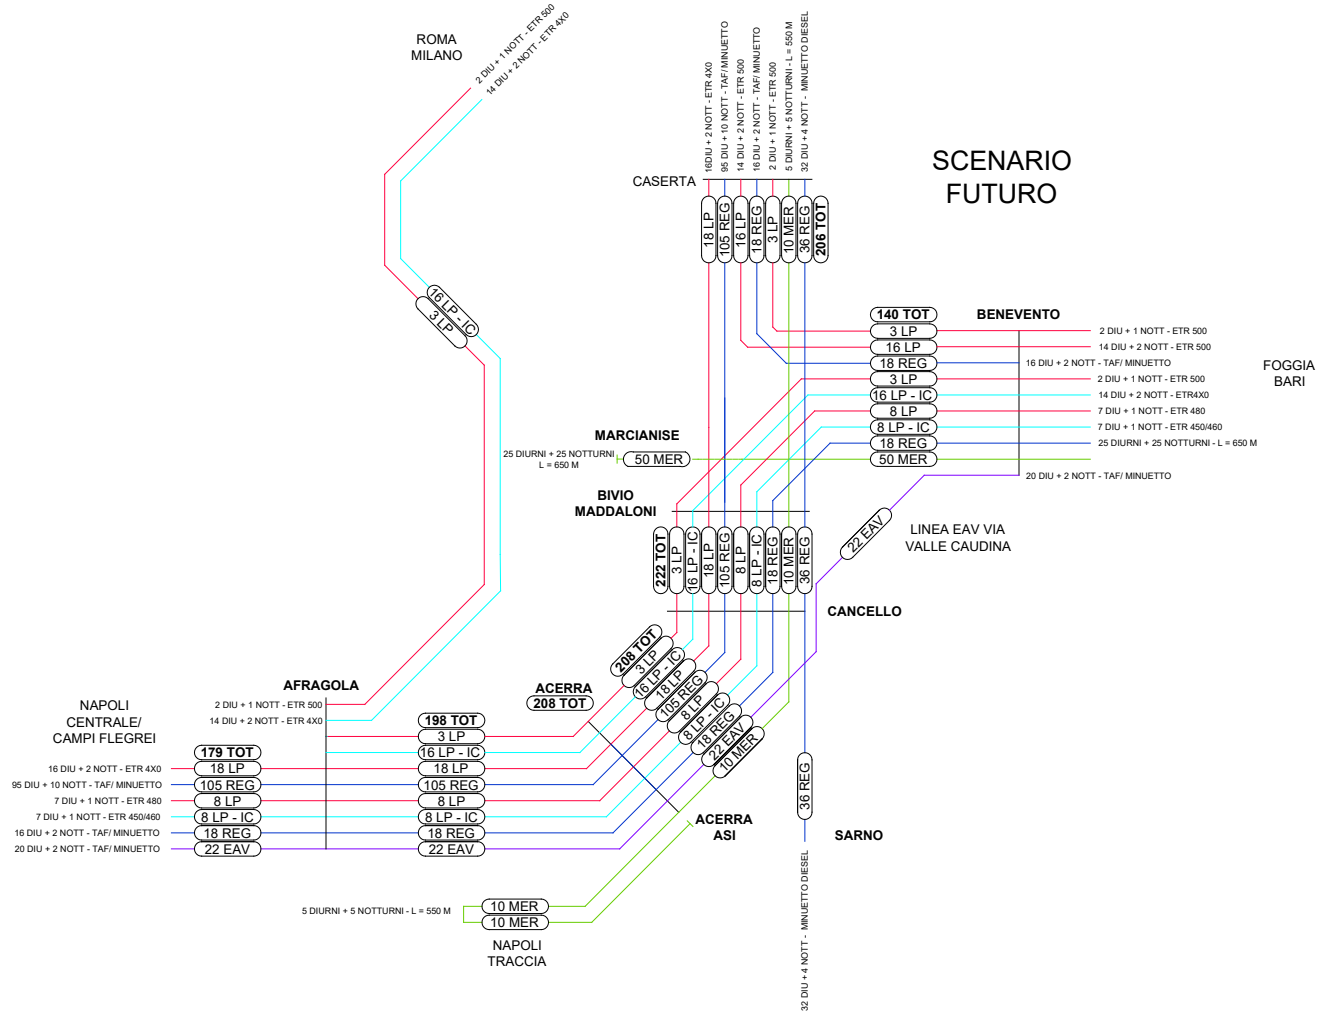 ROMA
MILANO
2 DIU + 1 NOTT - ETR 500
14 DIU + 2 NOTT - ETR 4X0
16DIU + 2 NOTT - ETR 4X0
95 DIU + 10 NOTT - TAF/ MINUETTO
14 DIU + 2 NOTT - ETR 500
16 DIU + 2 NOTT - TAF/ MINUETTO
2 DIU + 1 NOTT - ETR 500
5 DIURNI + 5 NOTTURNI - L = 550 M
32 DIU + 4 NOTT - MINUETTO DIESEL
SCENARIO
FUTURO
CASERTA
18 LP
105 REG
16 LP
18 REG
3 LP
10 MER
36 REG
206 TOT
16 LP - IC
3 LP
140 TOT
BENEVENTO
3 LP
2 DIU + 1 NOTT - ETR 500
16 LP
14 DIU + 2 NOTT - ETR 500
18 REG
16 DIU + 2 NOTT - TAF/ MINUETTO
3 LP
2 DIU + 1 NOTT - ETR 500
16 LP - IC
14 DIU + 2 NOTT - ETR4X0
8 LP
7 DIU + 1 NOTT - ETR 480
8 LP - IC
7 DIU + 1 NOTT - ETR 450/460
18 REG
25 DIURNI + 25 NOTTURNI - L = 650 M
50 MER
20 DIU + 2 NOTT - TAF/ MINUETTO
FOGGIA
BARI
MARCIANISE
25 DIURNI + 25 NOTTURNI
L = 650 M
50 MER
BIVIO
MADDALONI
22 EAV
LINEA EAV VIA
VALLE CAUDINA
222 TOT
3 LP
16 LP - IC
18 LP
105 REG
8 LP
8 LP - IC
18 REG
10 MER
36 REG
CANCELLO
208 TOT
3 LP
16 LP - IC
18 LP
105 REG
8 LP
8 LP - IC
18 REG
22 EAV
10 MER
ACERRA
208 TOT
AFRAGOLA
2 DIU + 1 NOTT - ETR 500
14 DIU + 2 NOTT - ETR 4X0
NAPOLI
CENTRALE/
CAMPI FLEGREI
179 TOT
16 DIU + 2 NOTT - ETR 4X0
18 LP
95 DIU + 10 NOTT - TAF/ MINUETTO
105 REG
7 DIU + 1 NOTT - ETR 480
8 LP
7 DIU + 1 NOTT - ETR 450/460
8 LP - IC
16 DIU + 2 NOTT - TAF/ MINUETTO
18 REG
20 DIU + 2 NOTT - TAF/ MINUETTO
22 EAV
198 TOT
3 LP
16 LP - IC
18 LP
105 REG
8 LP
8 LP - IC
18 REG
22 EAV
ACERRA
ASI
36 REG
SARNO
32 DIU + 4 NOTT - MINUETTO DIESEL
5 DIURNI + 5 NOTTURNI - L = 550 M
10 MER
10 MER
NAPOLI
TRACCIA